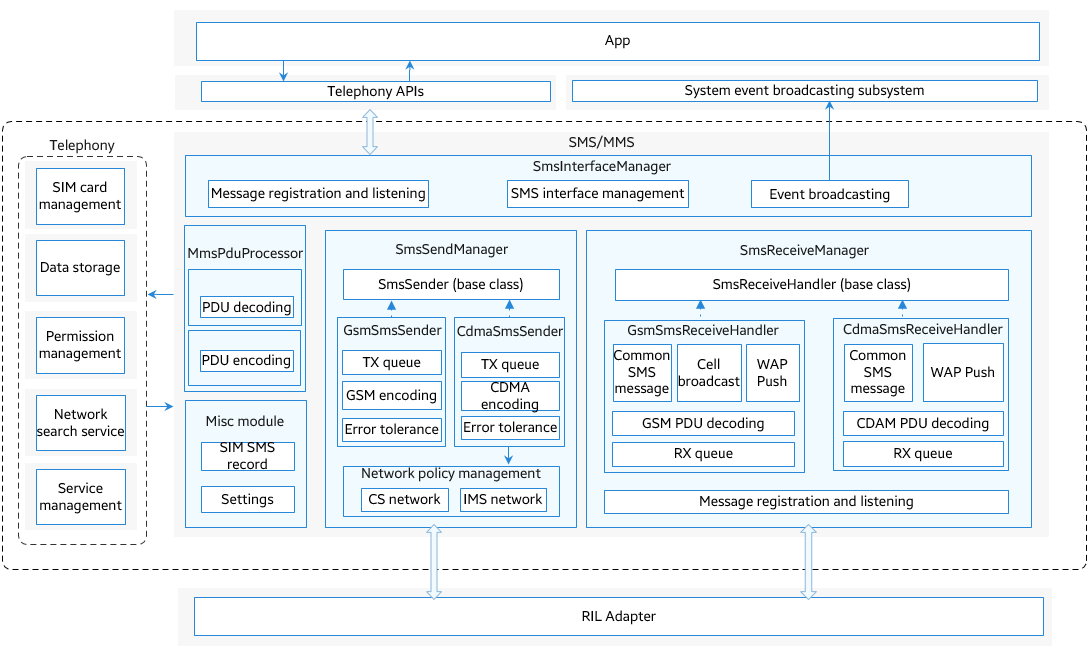 App
Telephony APIs
System event broadcasting subsystem
Telephony
SIM card
management
Data storage
Permission
management
Network
search service
Service
management
SMS/MMS
SmsInterfaceManager
Message registration and listening
SMS interface management
Event broadcasting
MmsPduProcessor
PDU decoding
PDU encoding
Misc module
SIM SMS
record
Settings
SmsSendManager
SmsSender (base class)
GsmSmsSender
TX queue
GSM encoding
Error tolerance
CdmaSmsSender
TX queue
CDMA
encoding
Error tolerance
Network policy management
CS network
IMS network
SmsReceiveManager
SmsReceiveHandler (base class)
GsmSmsReceiveHandler
Common
SMS
message
Cell
broadcast
WAP
Push
GSM PDU decoding
RX queue
CdmaSmsReceiveHandler
Common
SMS
message
WAP Push
CDAM PDU decoding
RX queue
Message registration and listening
RIL Adapter